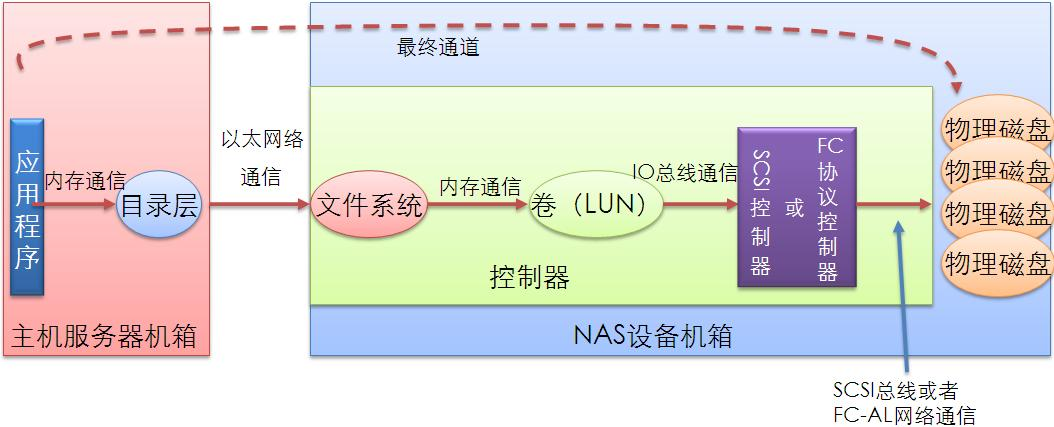 最终通道
应用程序
内存通信
目录层
以太网络
通信
文件系统
内存通信
卷（LUN）
IO总线通信
SCSI控制器
或
FC协议控制器
物理磁盘
物理磁盘
物理磁盘
物理磁盘
控制器
主机服务器机箱
NAS设备机箱
SCSI总线或者
FC-AL网络通信